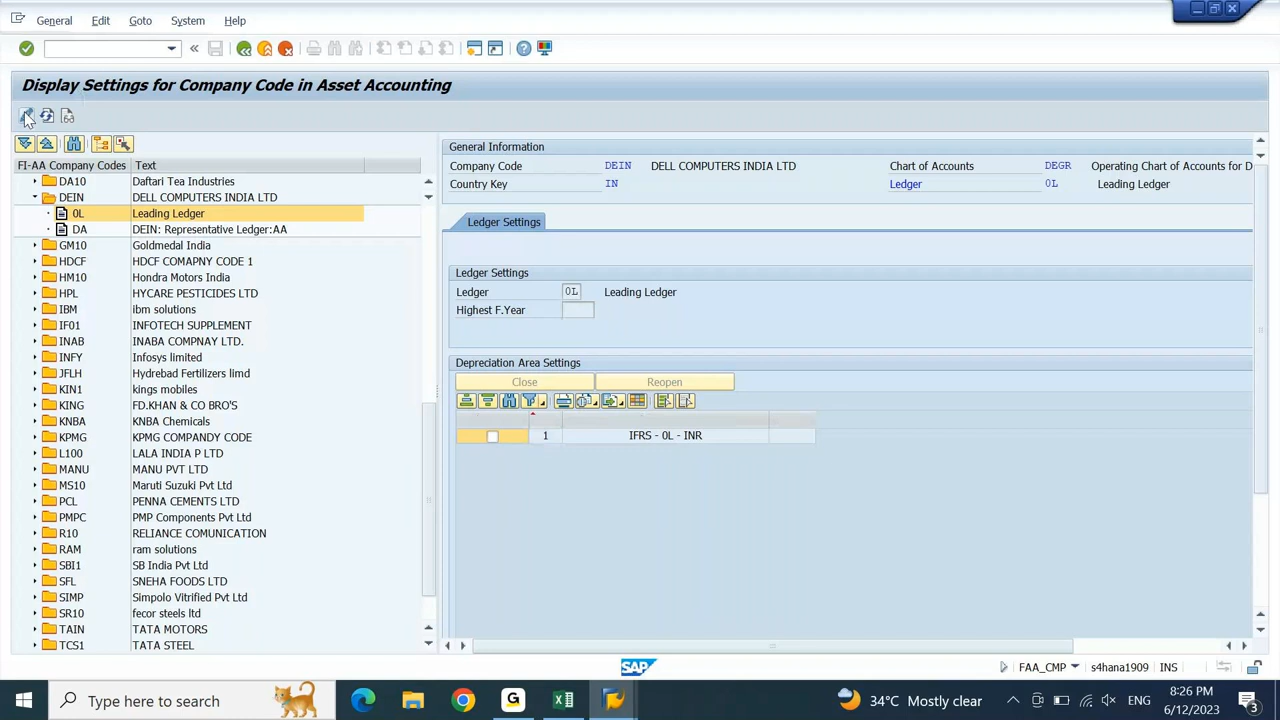 General Edit Goto System Help
Display Settings for Company Code in Asset Accounting
FI-AA Company Codes Text
DA10 Daftari Tea Industries
DEIN DELL COMPUTERS INDIA LTD
0L Leading Ledger
DA DEIN: Representative Ledger:AA
GM10 Goldmedal India
HDCF HDCF COMAPNY CODE 1
HM10 Hondra Motors India
HPL HYCARE PESTICIDES LTD
IBM ibm solutions
IF01 INFOTECH SUPPLEMENT
INAB INABA COMPNAY LTD.
INFY Infosys limited
JFLH Hydrebad Fertilizers limd
KIN1 kings mobiles
KING FD.KHAN & CO BRO'S
KNBA KNBA Chemicals
KPMG KPMG COMPANDY CODE
L100 LALA INDIA P LTD
MANU MANU PVT LTD
MS10 Maruti Suzuki Pvt Ltd
PCL PENNA CEMENTS LTD
PMPC PMP Components Pvt Ltd
R10 RELIANCE COMUNICATION
RAM ram solutions
SBI1 SB India Pvt Ltd
SFL SNEHA FOODS LTD
SIMP Simpolo Vitrified Pvt Ltd
SR10 fecor steels ltd
TAIN TATA MOTORS
TCS1 TATA STEEL
General Information
Company Code DEIN DELL COMPUTERS INDIA LTD Chart of Accounts DEGR Operating Chart of Accounts for D
Country Key IN Ledger 0L Leading Ledger
Ledger Settings
Ledger Settings
Ledger 0L Leading Ledger
Highest F.Year
Depreciation Area Settings
Close Reopen
1 IFRS - 0L - INR
SAP FAA_CMP s4hana1909 INS
Type here to search G 34°C Mostly clear ENG 8:26 PM
6/12/2023 3